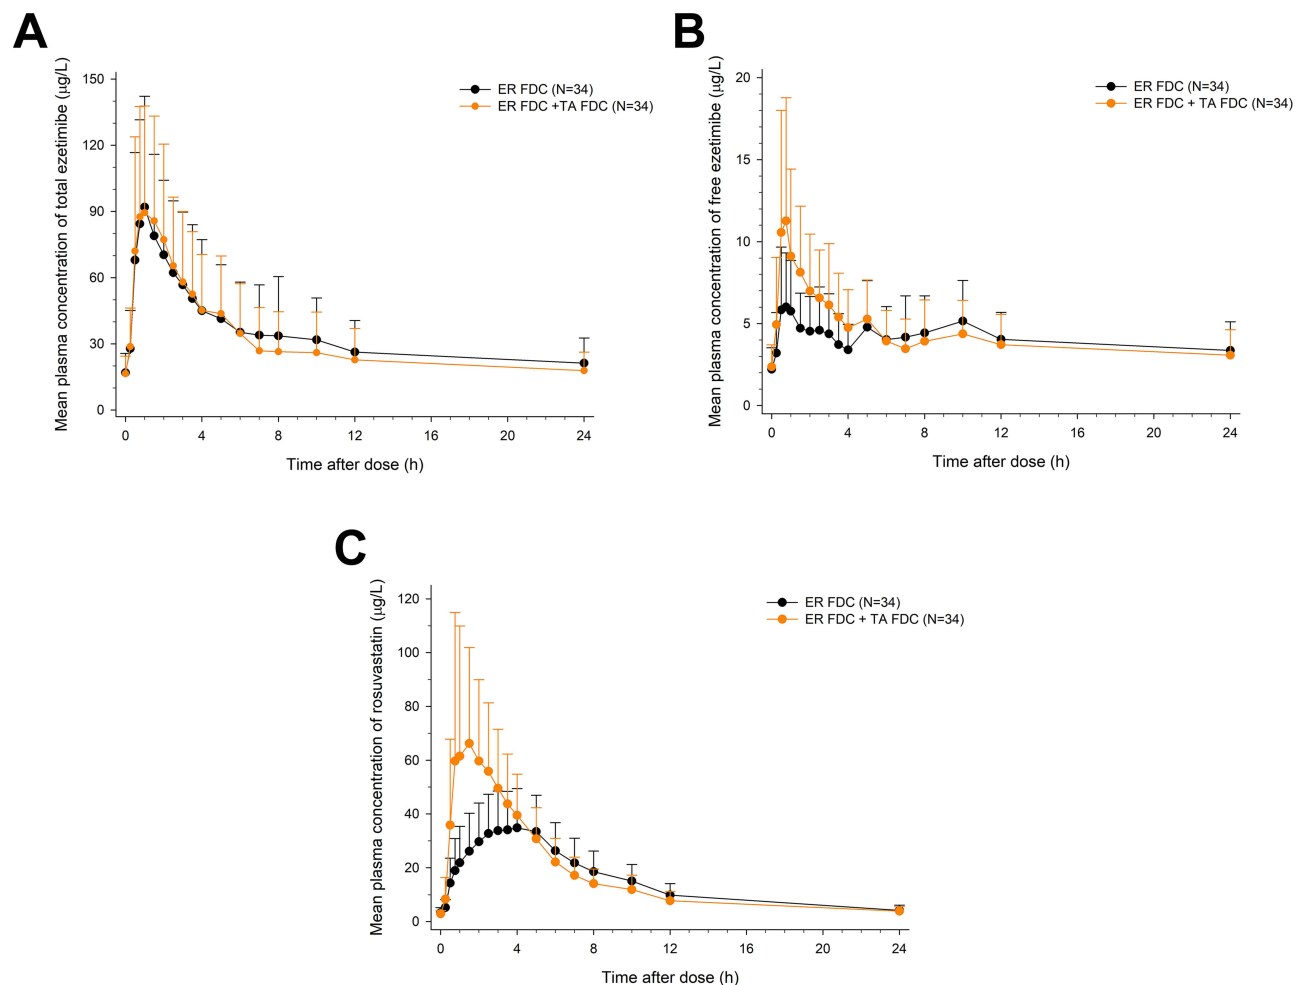 A
Mean plasma concentration of total ezetimibe (μg/L)
150
120
90
60
30
0
ER FDC (N=34)
ER FDC +TA FDC (N=34)
0 4 8 12 16 20 24
Time after dose (h)
B
Mean plasma concentration of free ezetimibe (μg/L)
20
15
10
5
0
ER FDC (N=34)
ER FDC + TA FDC (N=34)
0 4 8 12 16 20 24
Time after dose (h)
C
Mean plasma concentration of rosuvastatin (μg/L)
120
100
80
60
40
20
0
ER FDC (N=34)
ER FDC + TA FDC (N=34)
0 4 8 12 16 20 24
Time after dose (h)